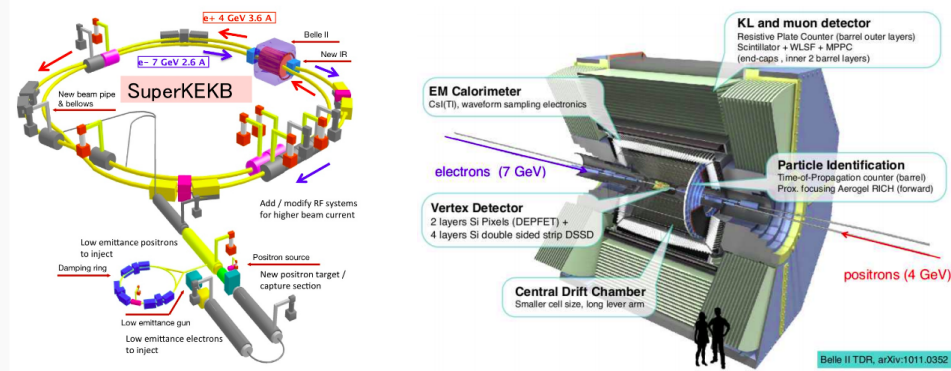 e+ 4 GeV 3.6 A
Belle II
New IR
e- 7 GeV 2.6 A
SuperKEKB
New beam pipe
& bellows
Add / modify RF systems
for higher beam current
Low emittance positrons
to inject
Damping ring
Positron source
New positron target /
capture section
Low emittance gun
Low emittance electrons
to inject
KL and muon detector
Resistive Plate Counter (barrel outer layers)
Scintillator + WLSF + MPPC
(end-caps , inner 2 barrel layers)
EM Calorimeter
CsI(Tl), waveform sampling electronics
electrons (7 GeV)
Particle Identification
Time-of-Propagation counter (barrel)
Prox. focusing Aerogel RICH (forward)
Vertex Detector
2 layers Si Pixels (DEPFET) +
4 layers Si double sided strip DSSD
positrons (4 GeV)
Central Drift Chamber
Smaller cell size, long lever arm
Belle II TDR, arXiv:1011.0352